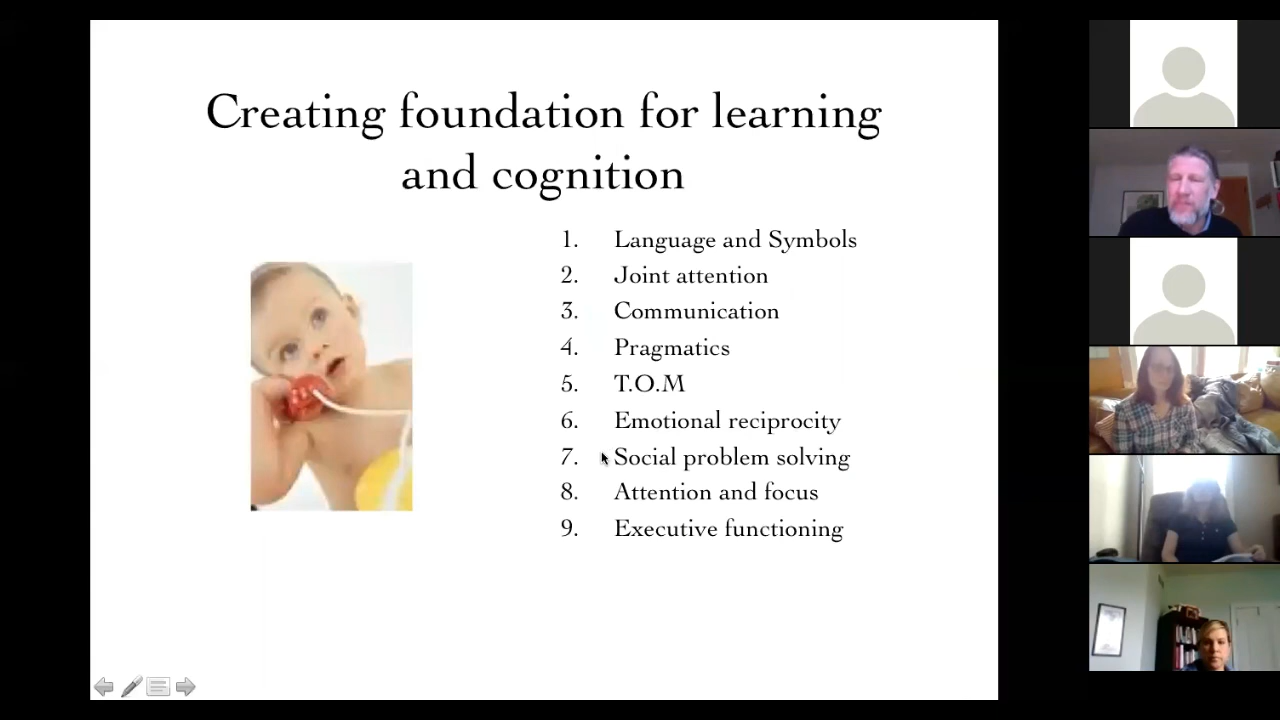 Creating foundation for learning
and cognition
1. Language and Symbols
2. Joint attention
3. Communication
4. Pragmatics
5. T.O.M
6. Emotional reciprocity
7. Social problem solving
8. Attention and focus
9. Executive functioning